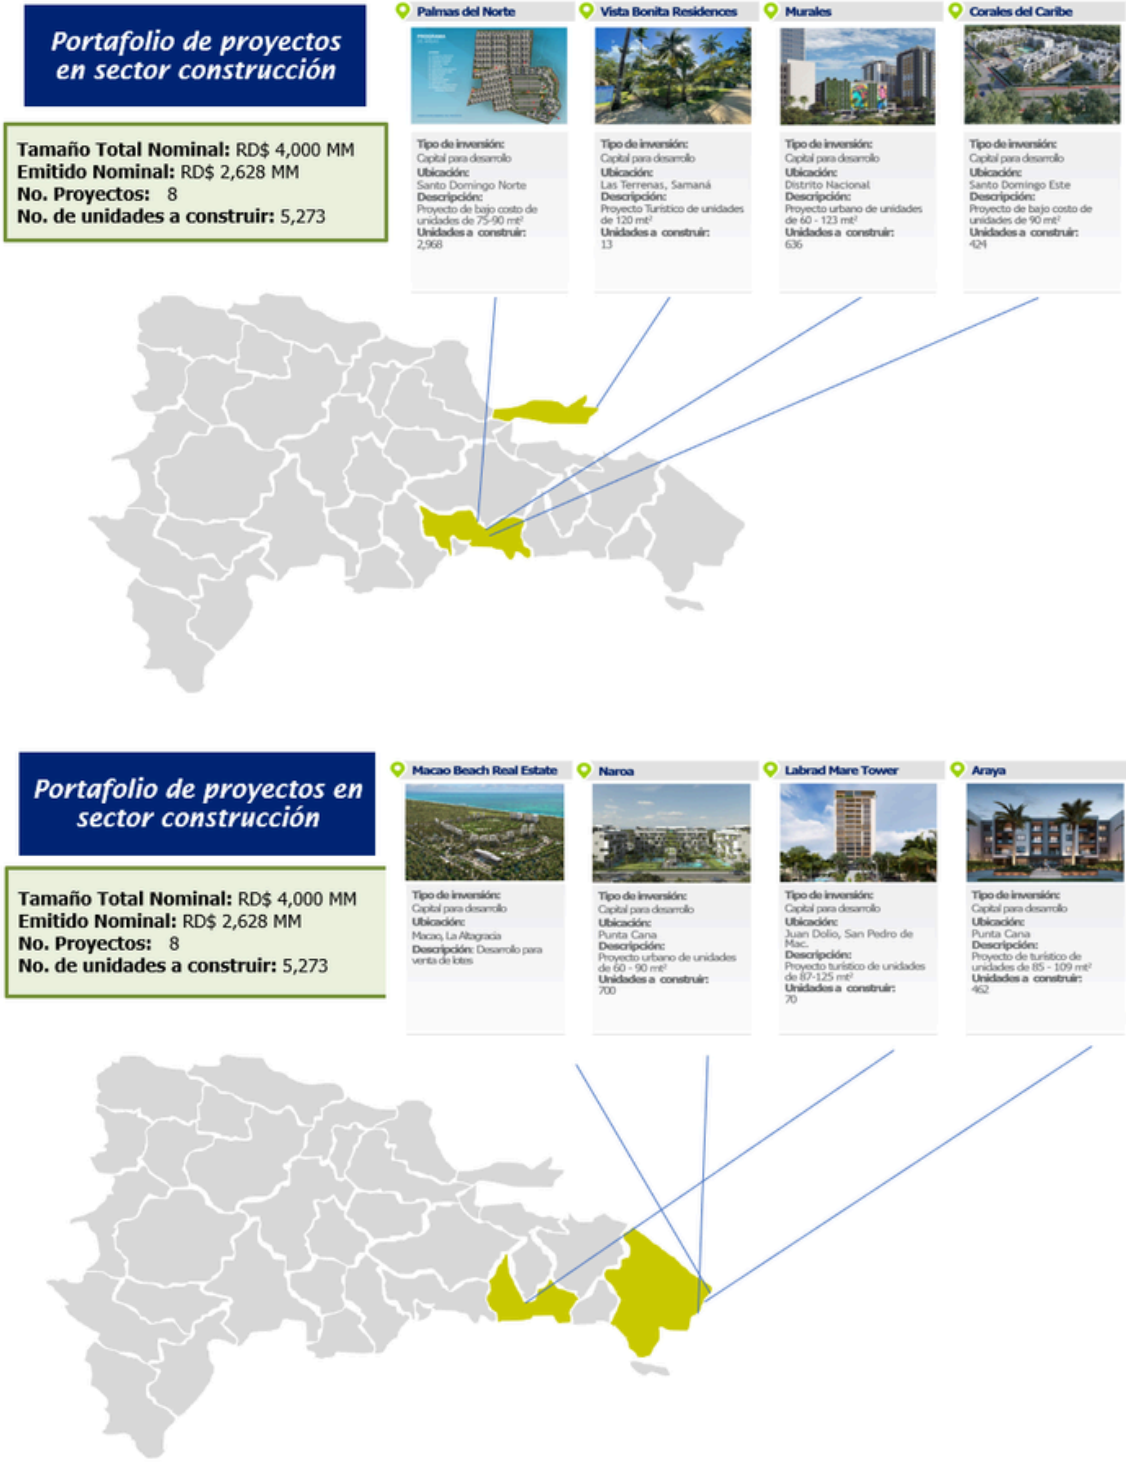 Portafolio de proyectos
en sector construcción
Tamaño Total Nominal: RD$ 4,000 MM
Emitido Nominal: RD$ 2,628 MM
No. Proyectos: 8
No. de unidades a construir: 5,273
Palmas del Norte
Tipo de inversión:
Capital para desarrollo
Ubicación:
Santo Domingo Norte
Descripción:
Proyecto de bajo costo de
unidades de 75-90 mt²
Unidades a construir:
2,968
Vista Bonita Residences
Tipo de inversión:
Capital para desarrollo
Ubicación:
Las Terrenas, Samaná
Descripción:
Proyecto Turístico de unidades
de 120 mt²
Unidades a construir:
13
Murales
Tipo de inversión:
Capital para desarrollo
Ubicación:
Distrito Nacional
Descripción:
Proyecto urbano de unidades
de 60 - 123 mt²
Unidades a construir:
636
Corales del Caribe
Tipo de inversión:
Capital para desarrollo
Ubicación:
Santo Domingo Este
Descripción:
Proyecto de bajo costo de
unidades de 90 mt²
Unidades a construir:
424
Portafolio de proyectos en
sector construcción
Tamaño Total Nominal: RD$ 4,000 MM
Emitido Nominal: RD$ 2,628 MM
No. Proyectos: 8
No. de unidades a construir: 5,273
Macao Beach Real Estate
Tipo de inversión:
Capital para desarrollo
Ubicación:
Macao, La Altagracia
Descripción: Desarrollo para
venta de lotes
Naroa
Tipo de inversión:
Capital para desarrollo
Ubicación:
Punta Cana
Descripción:
Proyecto urbano de unidades
de 60 - 90 mt²
Unidades a construir:
700
Labrad Mare Tower
Tipo de inversión:
Capital para desarrollo
Ubicación:
Juan Dolio, San Pedro de
Mac.
Descripción:
Proyecto turístico de unidades
de 87-125 mt²
Unidades a construir:
70
Araya
Tipo de inversión:
Capital para desarrollo
Ubicación:
Punta Cana
Descripción:
Proyecto de turístico de
unidades de 85 - 109 mt²
Unidades a construir:
462